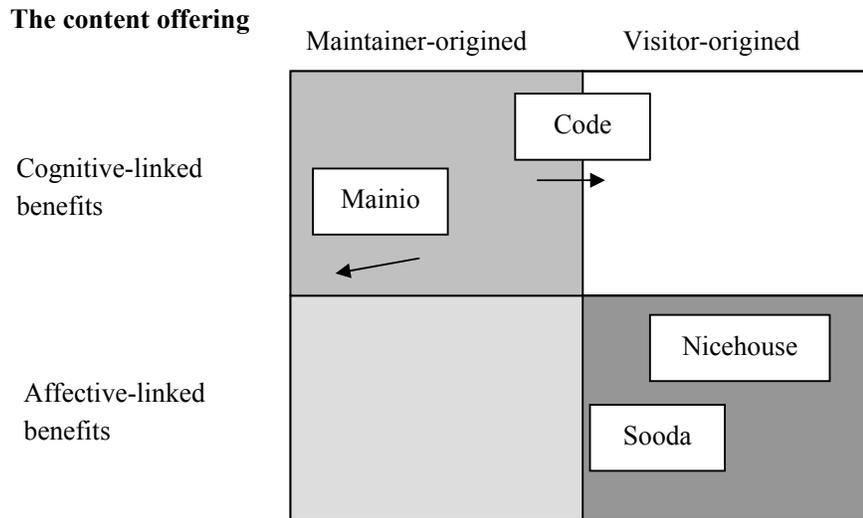 The content offering
Maintainer-origined
Visitor-origined
Code
Cognitive-linked
benefits
Mainio
Nicehouse
Affective-linked
benefits
Sooda